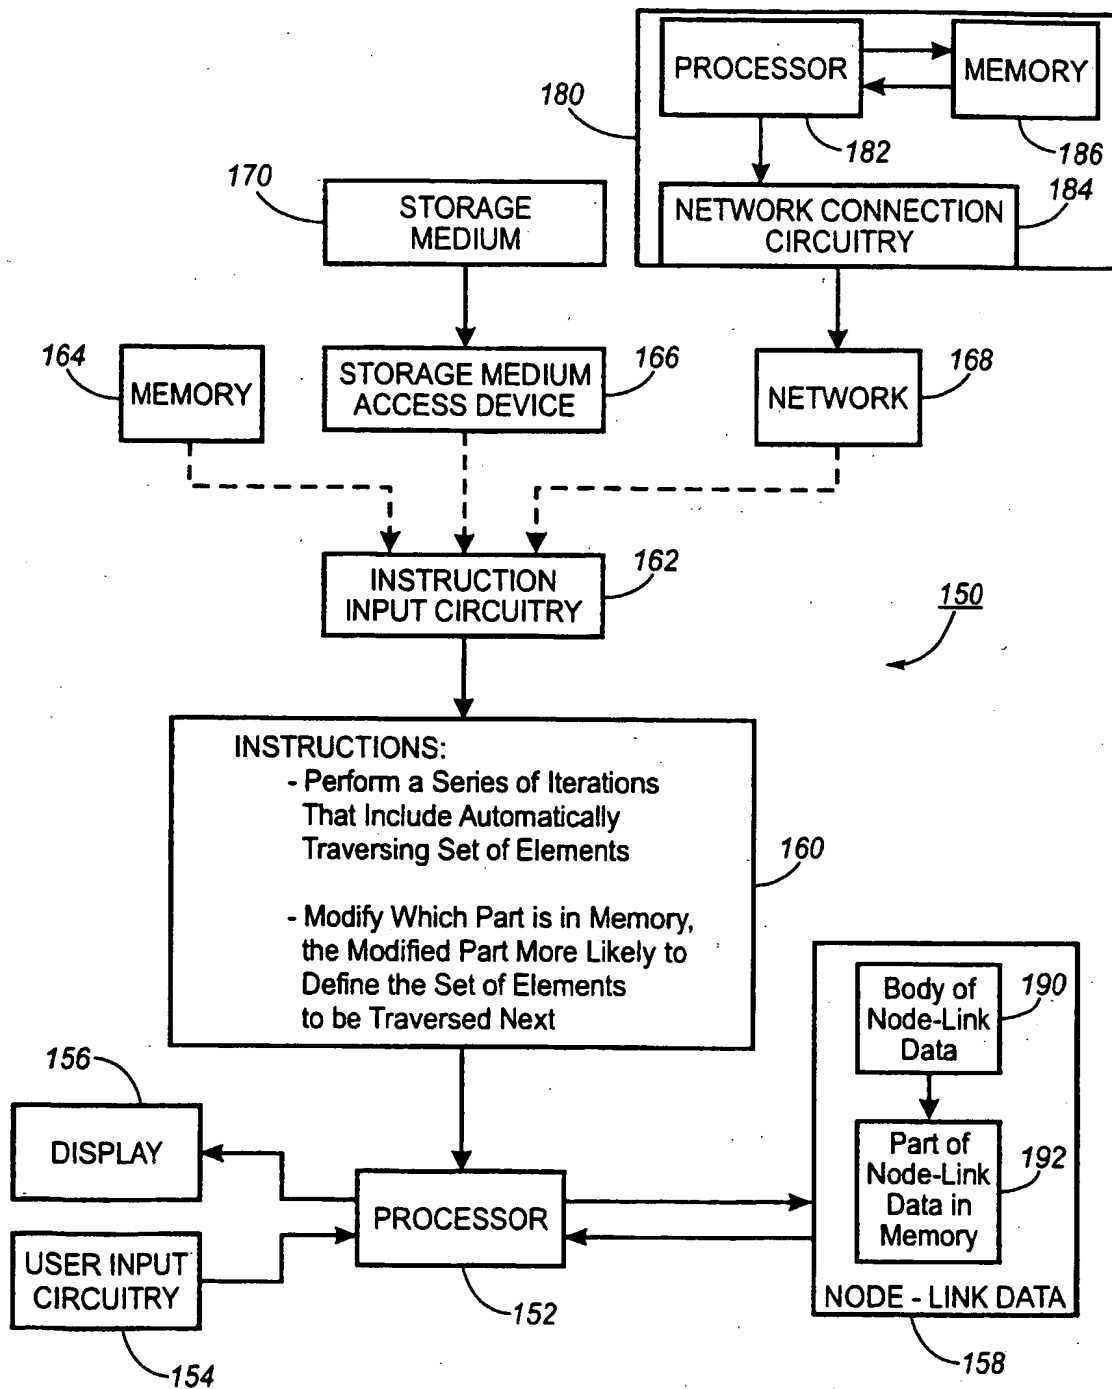 PROCESSOR
MEMORY
180
182
186
170
STORAGE
MEDIUM
184
NETWORK CONNECTION
CIRCUITRY
164
MEMORY
STORAGE MEDIUM
ACCESS DEVICE
166
NETWORK
168
INSTRUCTION
INPUT CIRCUITRY
162
150
INSTRUCTIONS:
- Perform a Series of Iterations
That Include Automatically
Traversing Set of Elements
160
- Modify Which Part is in Memory,
the Modified Part More Likely to
Define the Set of Elements
to be Traversed Next
Body of
Node-Link
Data
190
156
DISPLAY
Part of
Node-Link
Data in
Memory
192
PROCESSOR
USER INPUT
CIRCUITRY
NODE - LINK DATA
152
154
158